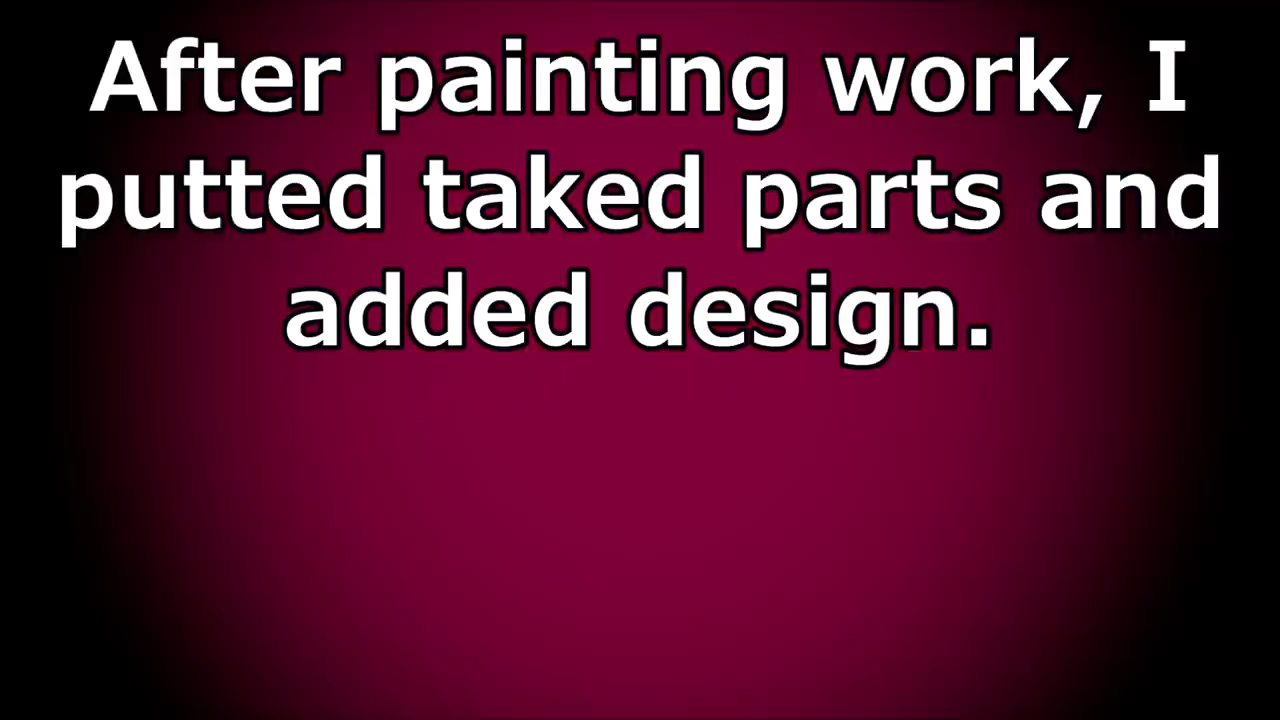 After painting work, I
putted taked parts and
added design.